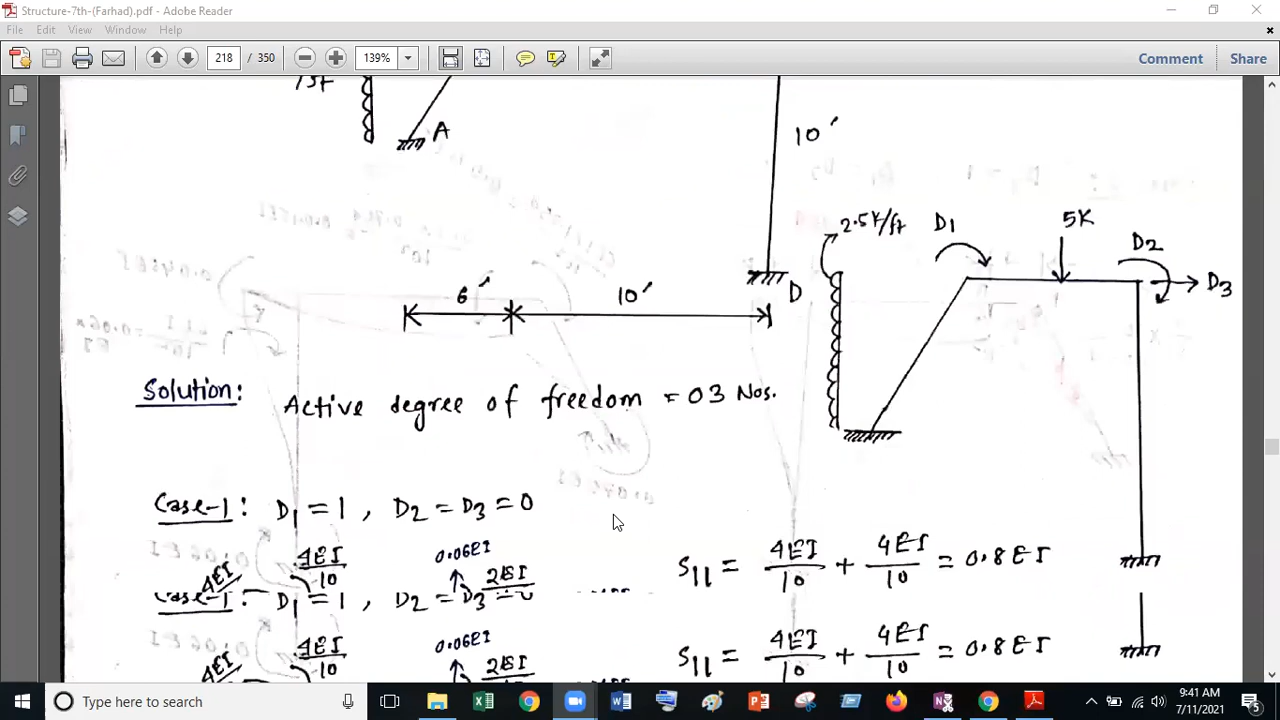 Structure-7th-(Farhad).pdf - Adobe Reader
File Edit View Window Help
218 / 350 139% Comment Share
A
10'
2.5K/ft D1 5K D2
D3
6' 10' D
Solution: Active degree of freedom = 03 Nos.
Case-1: D1 = 1, D2 = D3 = 0
4EI/10 4EI/10 0.06EI 2EI S11 = 4EI/10 + 4EI/10 = 0.8EI
Case-1: D1 = 1, D2 = D3 = 0
4EI/10 0.06EI 2EI S11 = 4EI/10 + 4EI/10 = 0.8EI
Type here to search
9:41 AM
7/11/2021